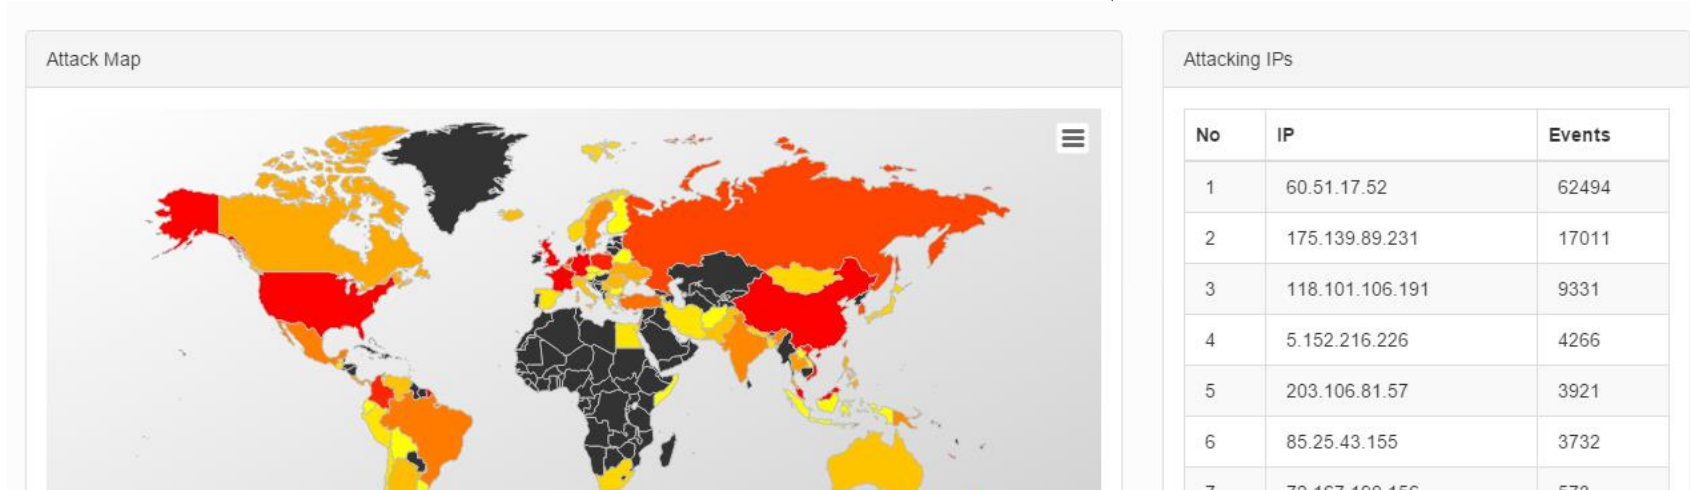 Attack Map
Attacking IPs
No IP Events
1 60.51.17.52 62494
2 175.139.89.231 17011
3 118.101.106.191 9331
4 5.152.216.226 4266
5 203.106.81.57 3921
6 85.25.43.155 3732